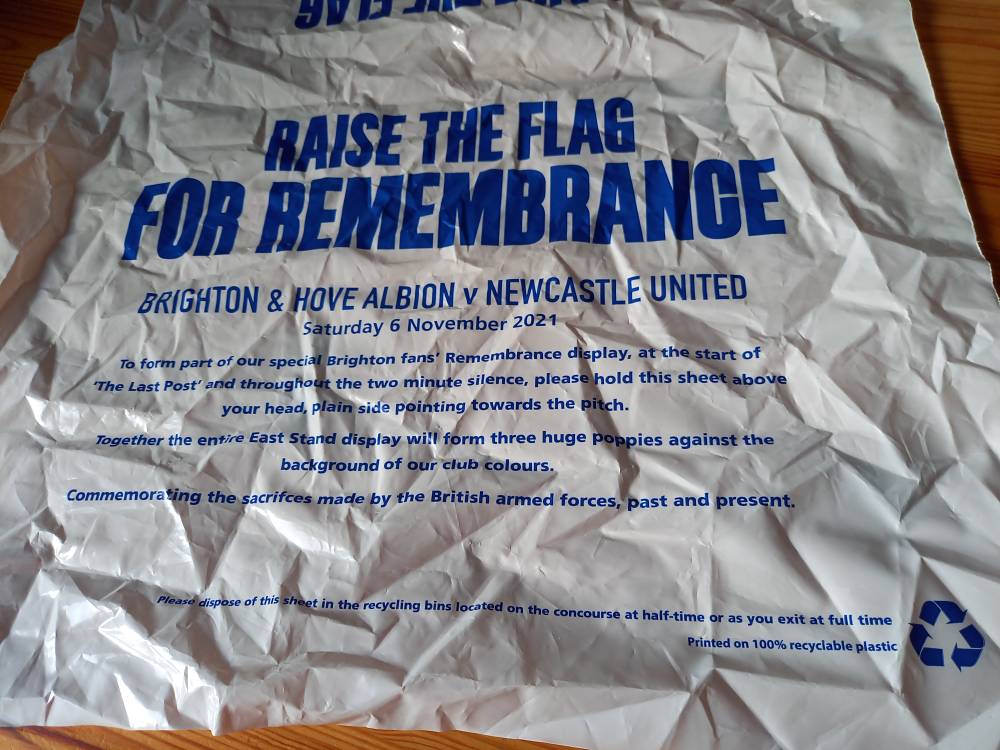 RAISE THE FLAG
FOR REMEMBRANCE
BRIGHTON & HOVE ALBION v NEWCASTLE UNITED
Saturday 6 November 2021
To form part of our special Brighton fans' Remembrance display, at the start of
'The Last Post' and throughout the two minute silence, please hold this sheet above
your head, plain side pointing towards the pitch.
Together the entire East Stand display will form three huge poppies against the
background of our club colours.
Commemorating the sacrifces made by the British armed forces, past and present.
Please dispose of this sheet in the recycling bins located on the concourse at half-time or as you exit at full time
Printed on 100% recyclable plastic